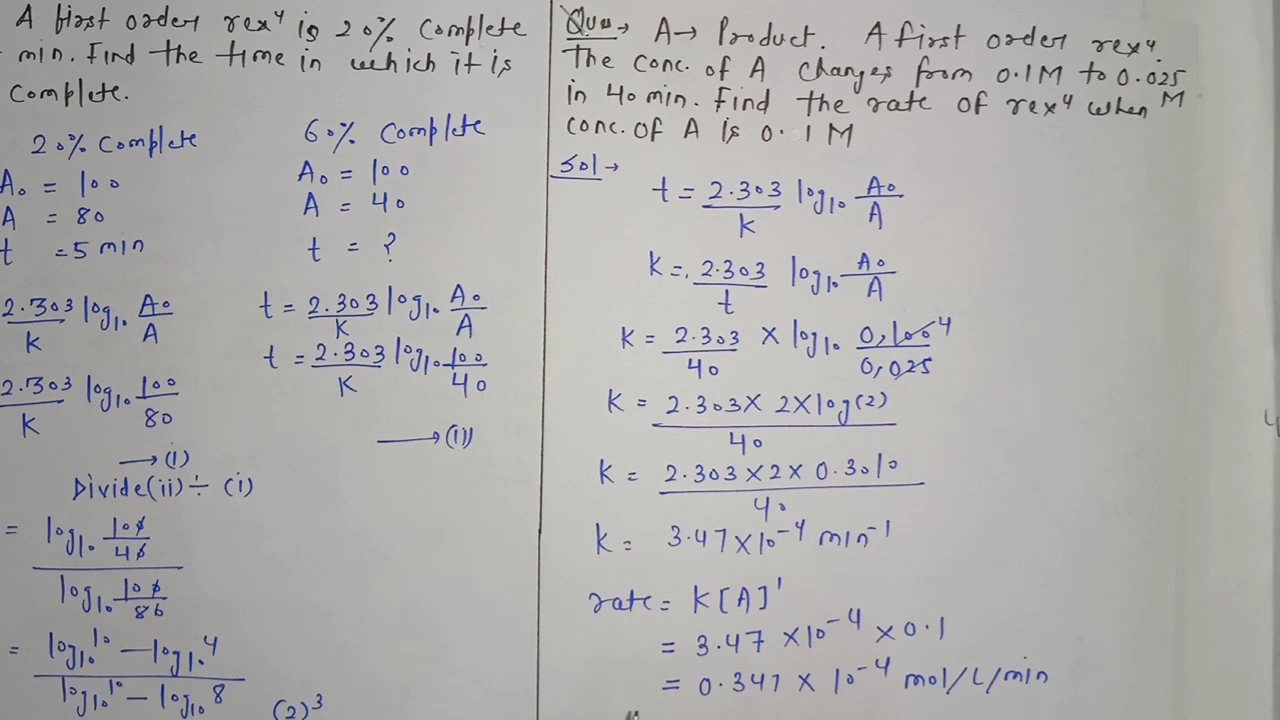 A first order rexⁿ is 20% complete
min. Find the time in which it is
complete.
20% complete
A₀ = 100
A = 80
t = 5 min
2.303/K log₁₀ A₀/A
2.303/K log₁₀ 100/80
→ (i)
60% complete
A₀ = 100
A = 40
t = ?
t = 2.303/K log₁₀ A₀/A
t = 2.303/K log₁₀ 100/40
→ (ii)
Divide (ii) ÷ (i)
= log₁₀ 100/40 / log₁₀ 100/80
= log₁₀10 − log₁₀4 / log₁₀10 − log₁₀8
(2)³
Que → A → Product. A first order rexⁿ.
The conc. of A changes from 0.1M to 0.025
in 40 min. Find the rate of rexⁿ when M
conc. of A is 0.1 M
Sol →
t = 2.303/K log₁₀ A₀/A
K = 2.303/t log₁₀ A₀/A
K = 2.303/40 × log₁₀ 0.100/0.025 4
K = 2.303 × 2 × log(2) / 40
K = 2.303 × 2 × 0.3010 / 40
K = 3.47 × 10⁻⁴ min⁻¹
rate = K[A]¹
= 3.47 × 10⁻⁴ × 0.1
= 0.347 × 10⁻⁴ mol/L/min